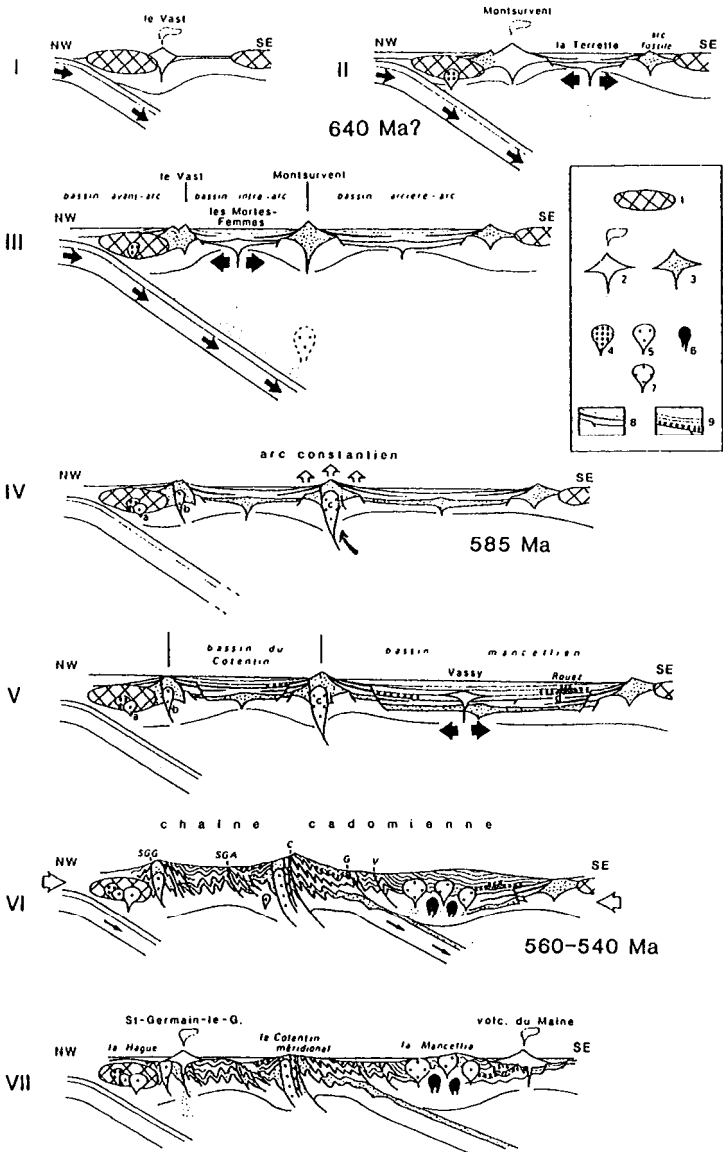 le Vast
NW
SE
I
Montsurvent
NW
la Terrette
arc fossile
SE
II
640 Ma?
le Vast
Montsurvent
bassin avant-arc
bassin intra-arc
bassin arrière-arc
les Mortes-
Femmes
NW
SE
III
1
2
3
4
5
6
7
8
9
arc constantien
NW
SE
IV
a
b
c
585 Ma
bassin du
Cotentin
bassin mancellien
NW
Vassy
Rouez
SE
V
a
b
c
d
chaîne cadomienne
NW
SGG
SGA
C
G
V
SE
VI
560-540 Ma
St-Germain-le-G.
volc. du Maine
NW
la Hague
le Cotentin
méridional
la Mancellia
SE
VII